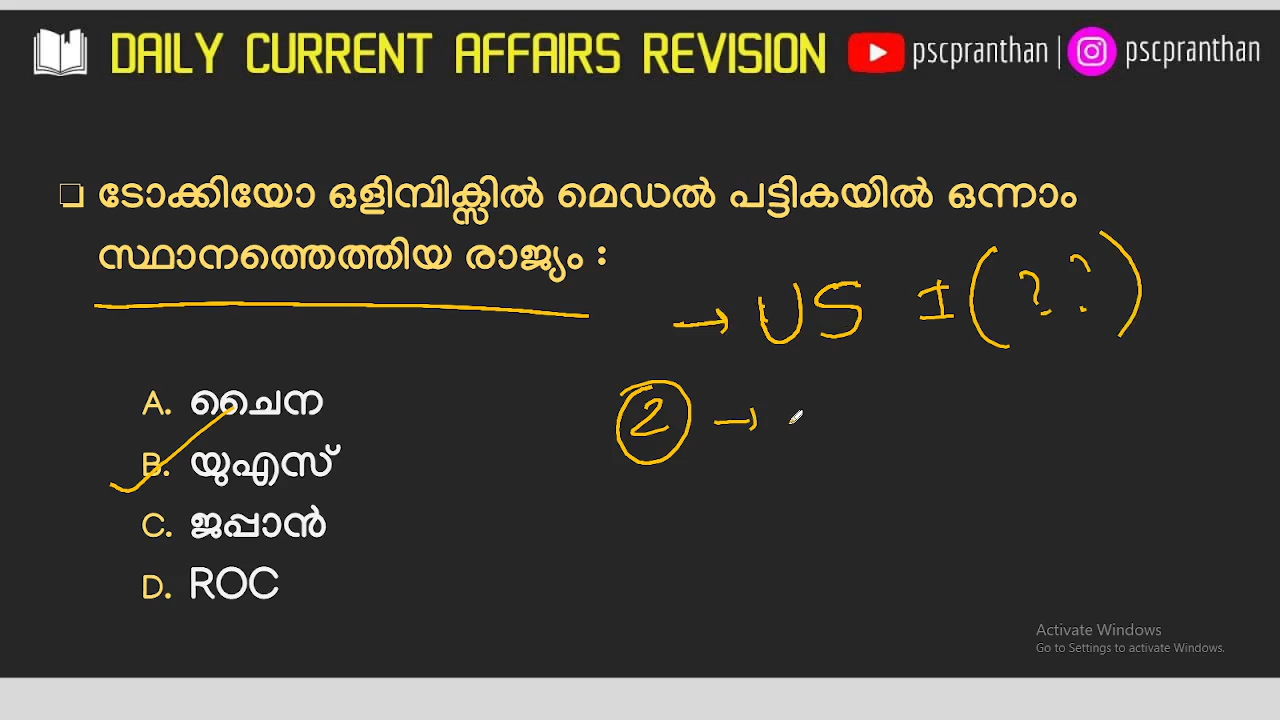 DAILY CURRENT AFFAIRS REVISION pscpranthan | pscpranthan
ടോക്കിയോ ഒളിമ്പിക്സിൽ മെഡൽ പട്ടികയിൽ ഒന്നാം
സ്ഥാനത്തെത്തിയ രാജ്യം :
→ US 1 (??)
A. ചൈന
2 →
B. യുഎസ്
C. ജപ്പാൻ
D. ROC
Activate Windows
Go to Settings to activate Windows.